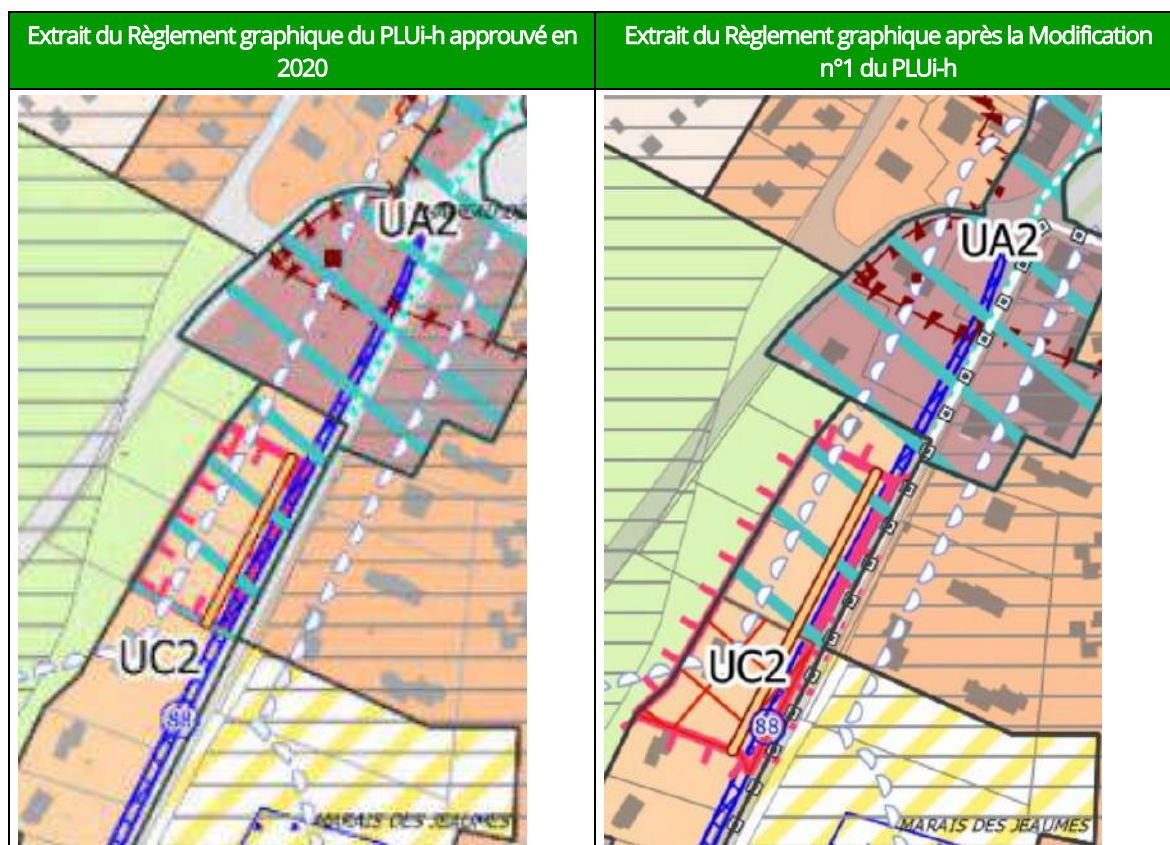 Extrait du Règlement graphique du PLUi-h approuvé en
2020
Extrait du Règlement graphique après la Modification
n°1 du PLUi-h
UA2
UC2
88
MARAIS DES JEAUMES
UA2
UC2
88
MARAIS DES JEAUMES